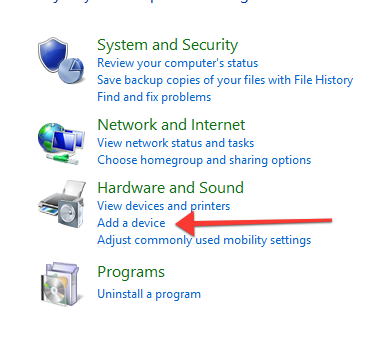 System and Security
Review your computer's status
Save backup copies of your files with File History
Find and fix problems
Network and Internet
View network status and tasks
Choose homegroup and sharing options
Hardware and Sound
View devices and printers
Add a device
Adjust commonly used mobility settings
Programs
Uninstall a program